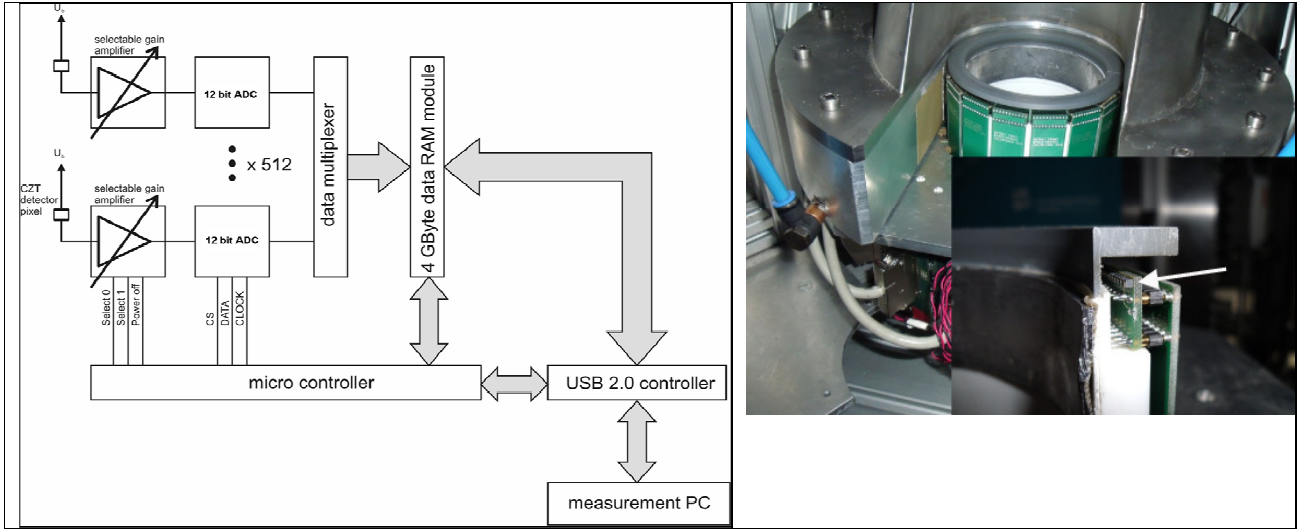 U₀
selectable gain
amplifier
12 bit ADC
x 512
U₀
CZT
detector
pixel
selectable gain
amplifier
12 bit ADC
data multiplexer
4 GByte data RAM module
Select 0
Select 1
Power off
CS
DATA
CLOCK
micro controller
USB 2.0 controller
measurement PC